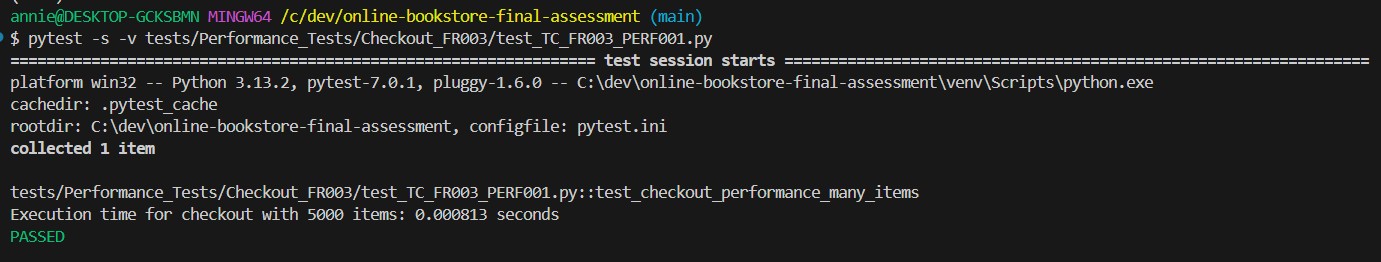 annie@DESKTOP-GCKSBMN MINGW64 /c/dev/online-bookstore-final-assessment (main)
$ pytest -s -v tests/Performance_Tests/Checkout_FR003/test_TC_FR003_PERF001.py
================================================================= test session starts =================================================================
platform win32 -- Python 3.13.2, pytest-7.0.1, pluggy-1.6.0 -- C:\dev\online-bookstore-final-assessment\venv\Scripts\python.exe
cachedir: .pytest_cache
rootdir: C:\dev\online-bookstore-final-assessment, configfile: pytest.ini
collected 1 item

tests/Performance_Tests/Checkout_FR003/test_TC_FR003_PERF001.py::test_checkout_performance_many_items
Execution time for checkout with 5000 items: 0.000813 seconds
PASSED